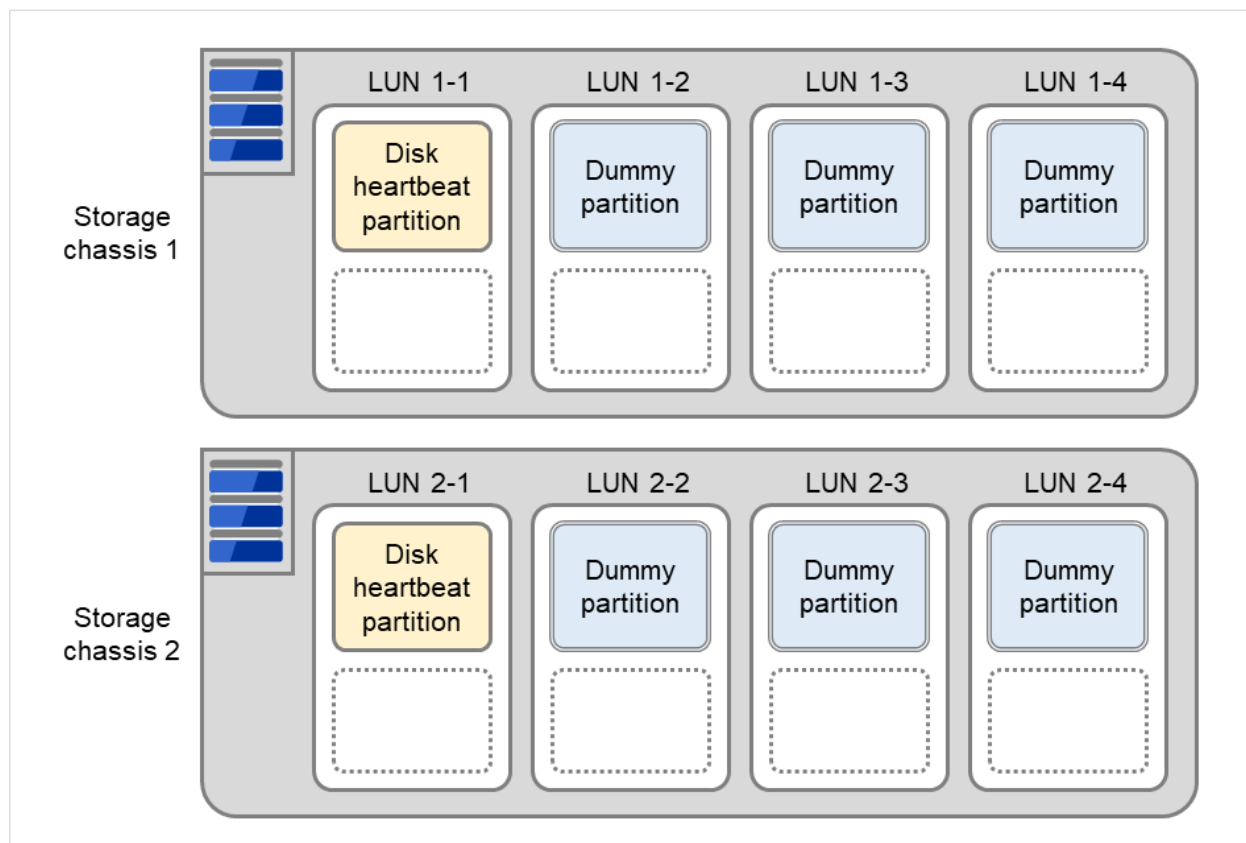 LUN 1-1
LUN 1-2
LUN 1-3
LUN 1-4
Storage
chassis 1
Disk
heartbeat
partition
Dummy
partition
Dummy
partition
Dummy
partition
LUN 2-1
LUN 2-2
LUN 2-3
LUN 2-4
Storage
chassis 2
Disk
heartbeat
partition
Dummy
partition
Dummy
partition
Dummy
partition